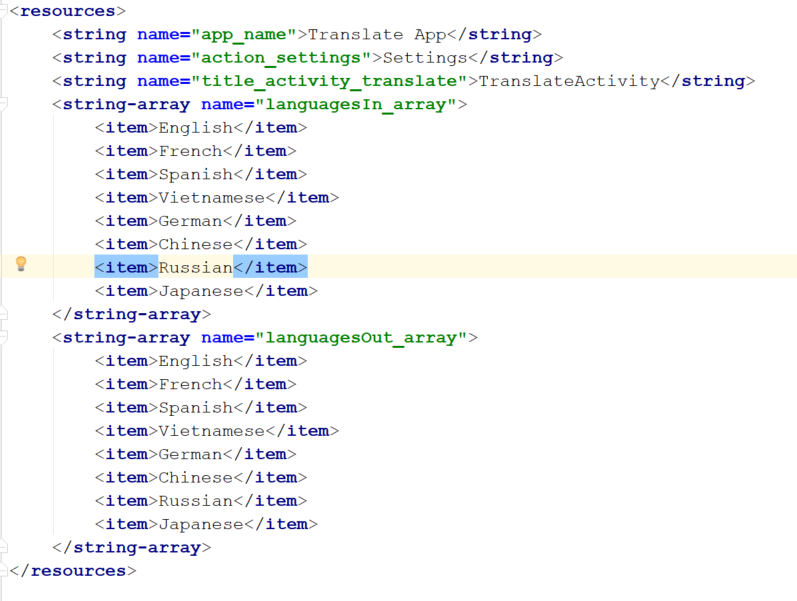 <resources>
    <string name="app_name">Translate App</string>
    <string name="action_settings">Settings</string>
    <string name="title_activity_translate">TranslateActivity</string>
    <string-array name="languagesIn_array">
        <item>English</item>
        <item>French</item>
        <item>Spanish</item>
        <item>Vietnamese</item>
        <item>German</item>
        <item>Chinese</item>
        <item>Russian</item>
        <item>Japanese</item>
    </string-array>
    <string-array name="languagesOut_array">
        <item>English</item>
        <item>French</item>
        <item>Spanish</item>
        <item>Vietnamese</item>
        <item>German</item>
        <item>Chinese</item>
        <item>Russian</item>
        <item>Japanese</item>
    </string-array>
</resources>